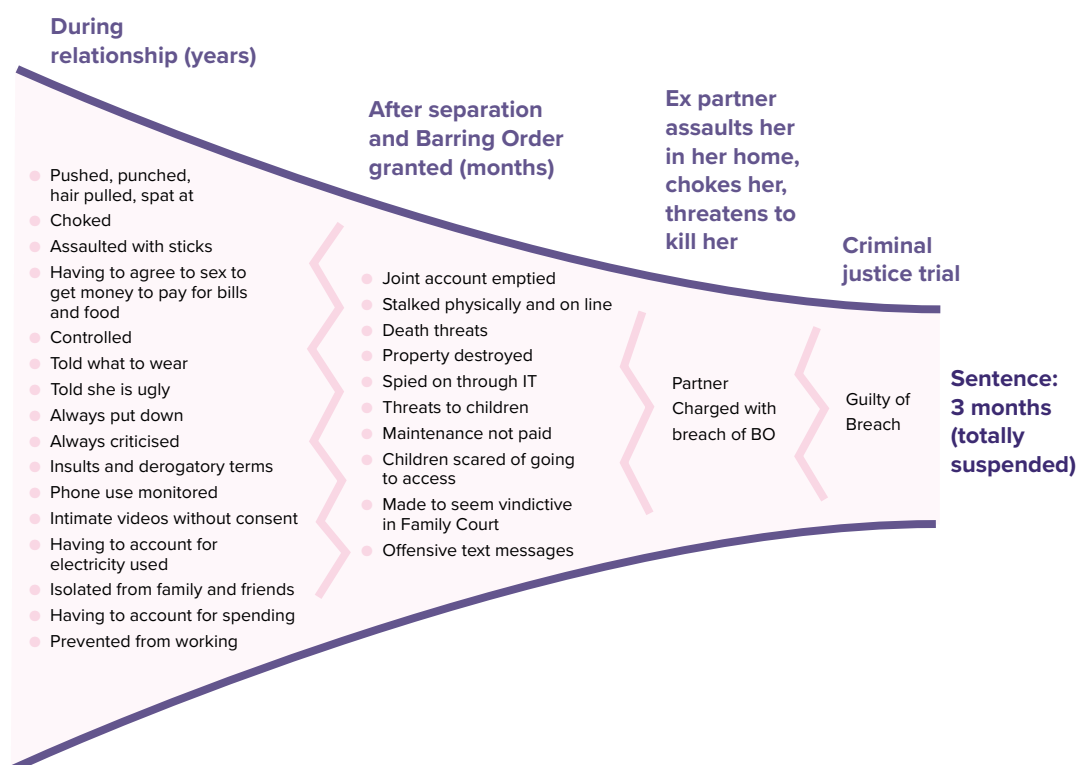 During
relationship (years)
Pushed, punched,
hair pulled, spat at
Choked
Assaulted with sticks
Having to agree to sex to
get money to pay for bills
and food
Controlled
Told what to wear
Told she is ugly
Always put down
Always criticised
Insults and derogatory terms
Phone use monitored
Intimate videos without consent
Having to account for
electricity used
Isolated from family and friends
Having to account for spending
Prevented from working
After separation
and Barring Order
granted (months)
Joint account emptied
Stalked physically and on line
Death threats
Property destroyed
Spied on through IT
Threats to children
Maintenance not paid
Children scared of going
to access
Made to seem vindictive
in Family Court
Offensive text messages
Ex partner
assaults her
in her home,
chokes her,
threatens to
kill her
Partner
Charged with
breach of BO
Criminal
justice trial
Guilty of
Breach
Sentence:
3 months
(totally
suspended)